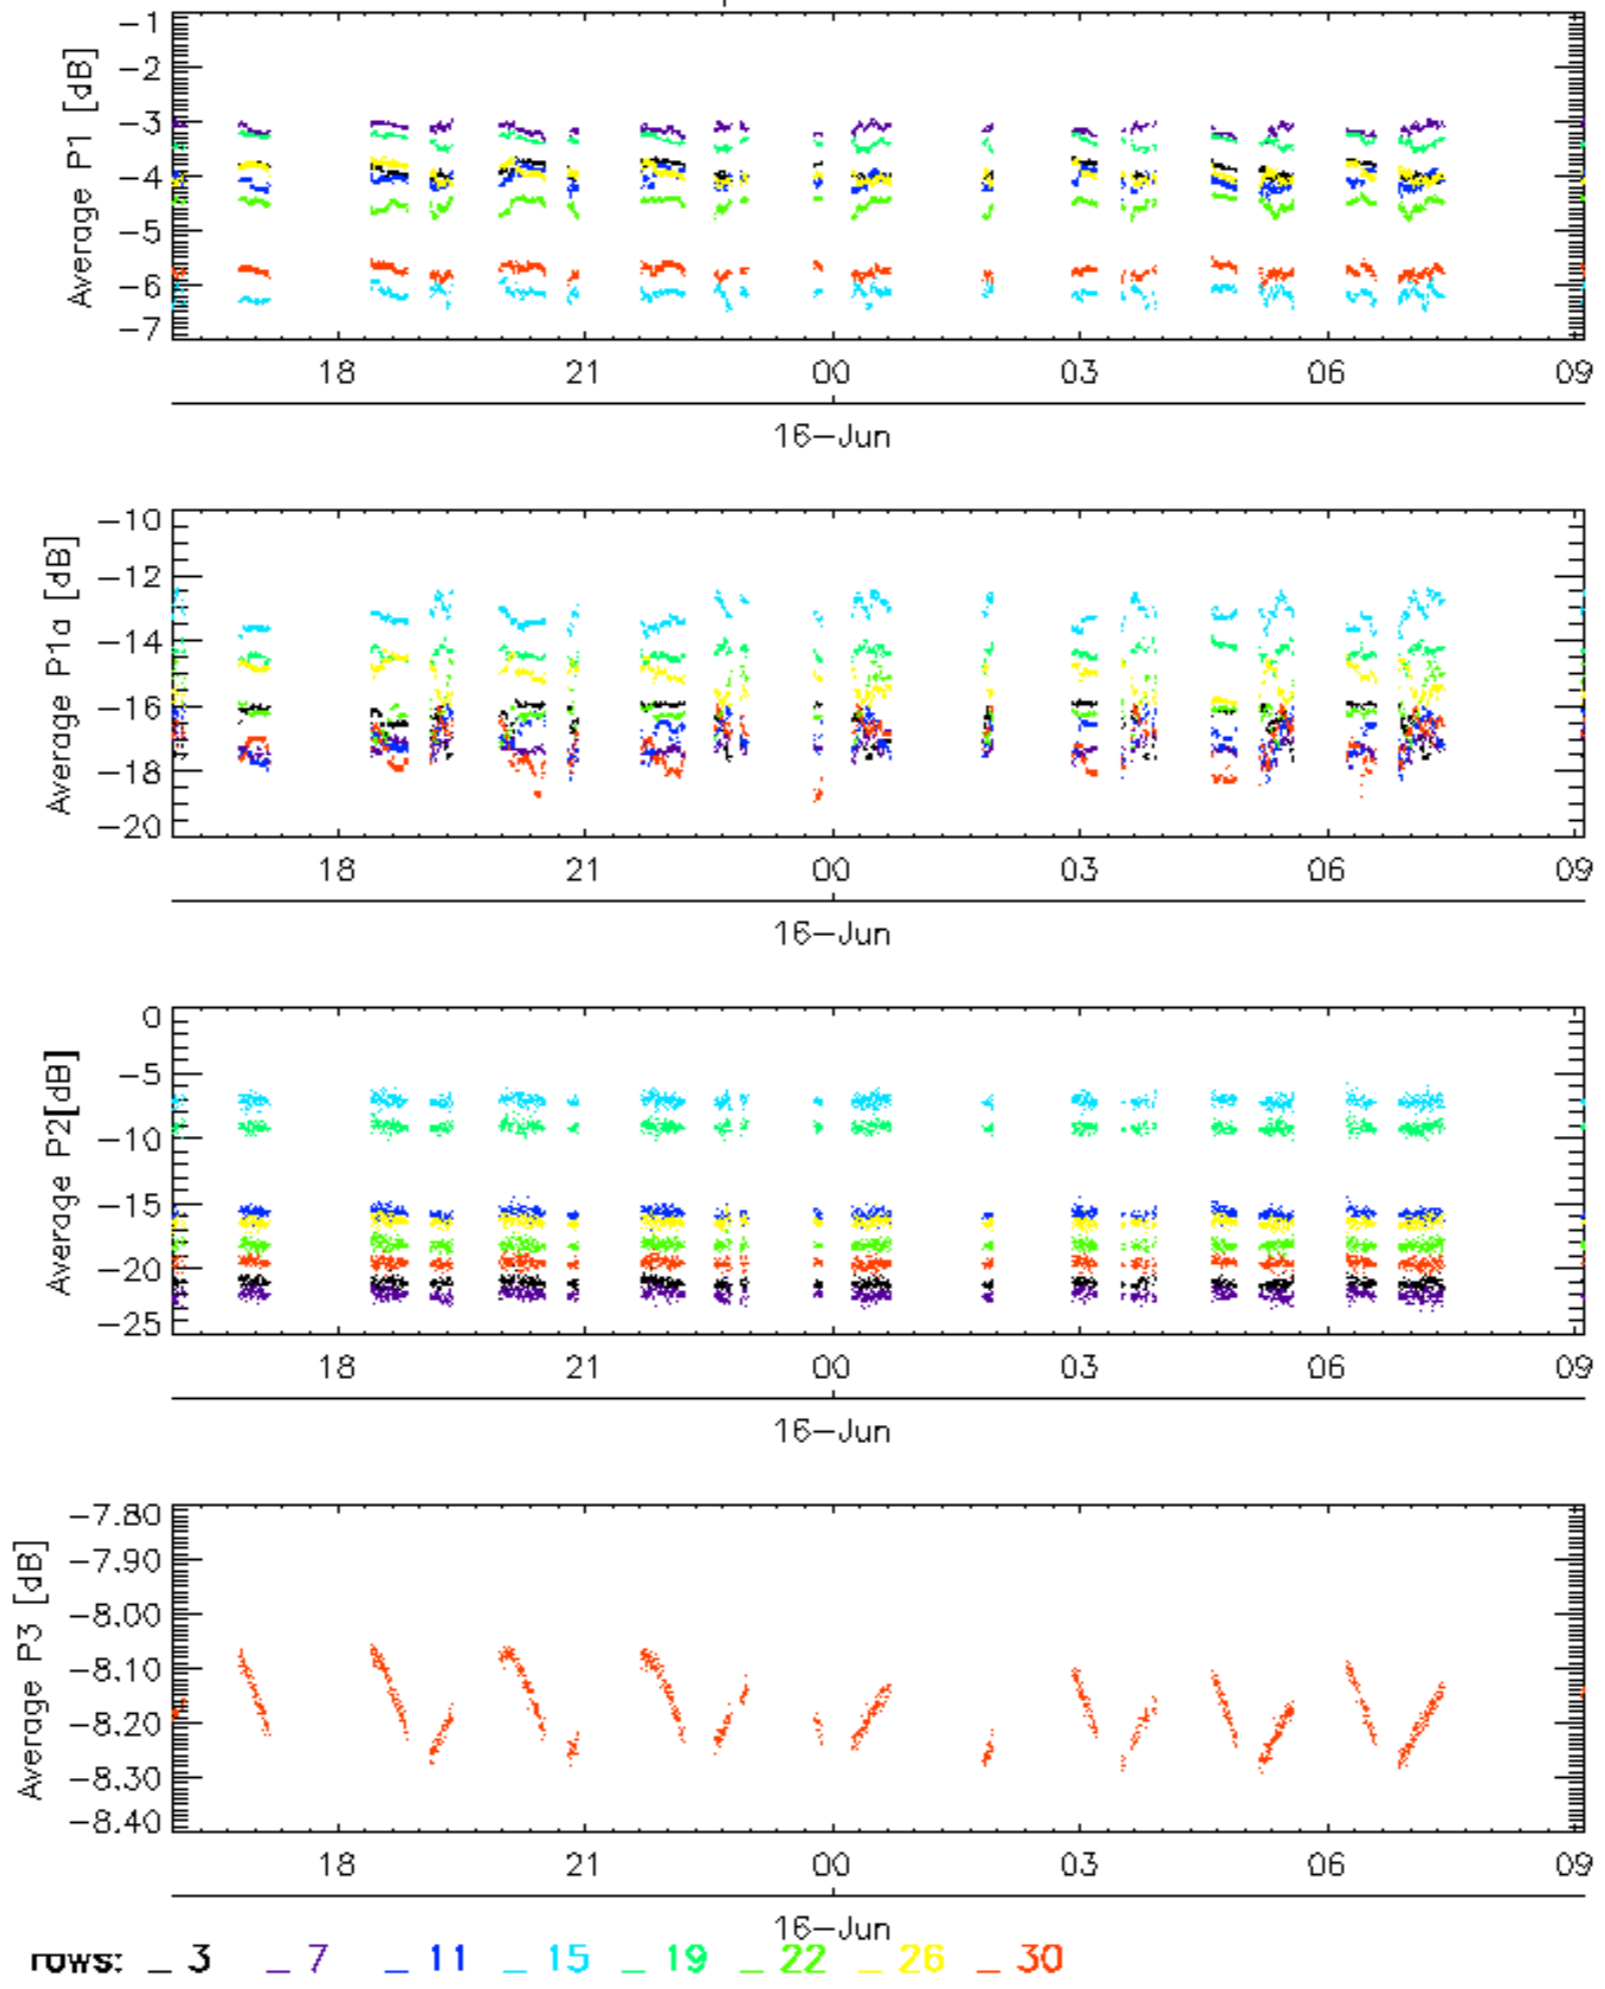 Average P1 [dB]
-1
-2
-3
-4
-5
-6
-7
18 21 00 03 06 09
16-Jun
Average P1a [dB]
-10
-12
-14
-16
-18
-20
18 21 00 03 06 09
16-Jun
Average P2[dB]
0
-5
-10
-15
-20
-25
18 21 00 03 06 09
16-Jun
Average P3 [dB]
-7.80
-7.90
-8.00
-8.10
-8.20
-8.30
-8.40
18 21 00 03 06 09
16-Jun
rows: _ 3 _ 7 _ 11 _ 15 _ 19 _ 22 _ 26 _ 30